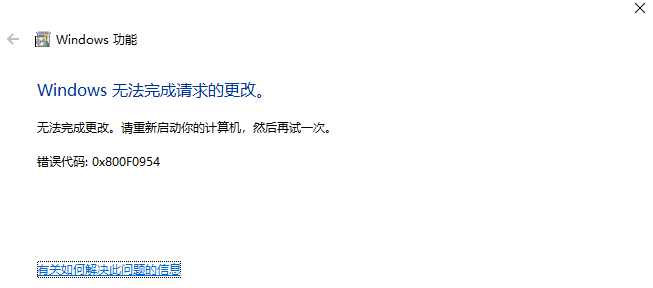 Windows 功能
Windows 无法完成请求的更改。
无法完成更改。请重新启动你的计算机，然后再试一次。
错误代码: 0x800F0954
有关如何解决此问题的信息